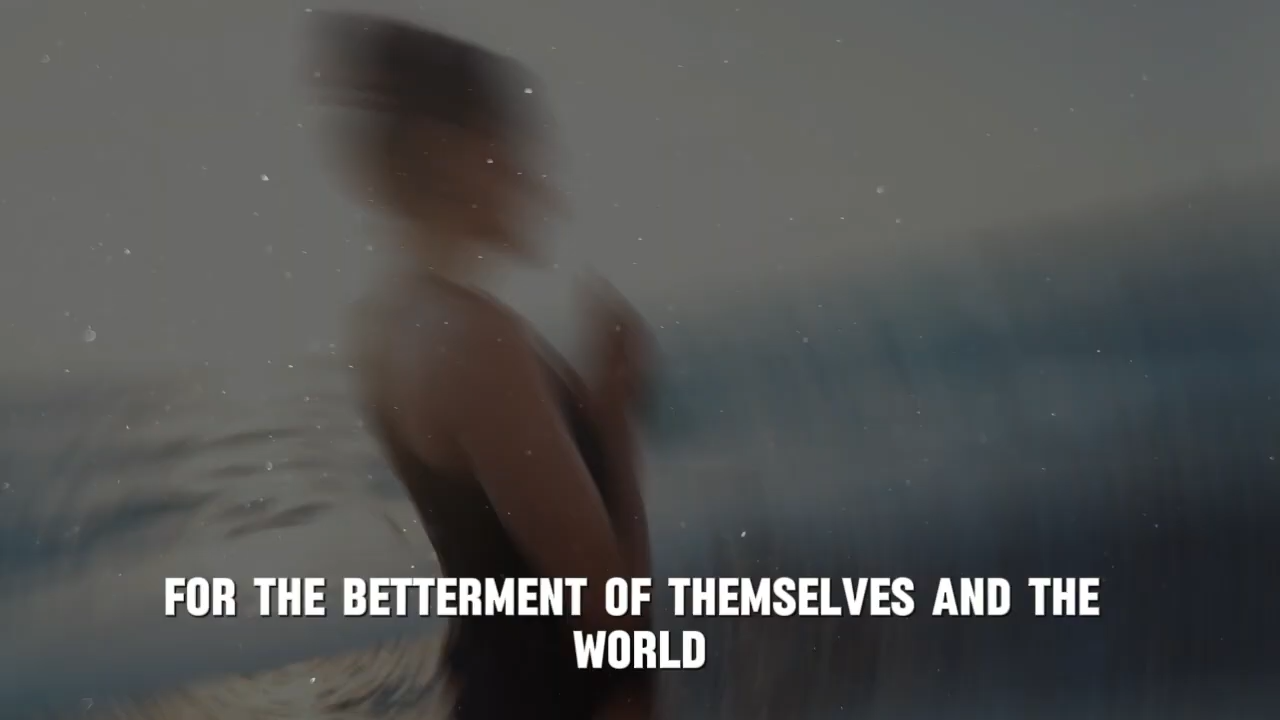 FOR THE BETTERMENT OF THEMSELVES AND THE
WORLD